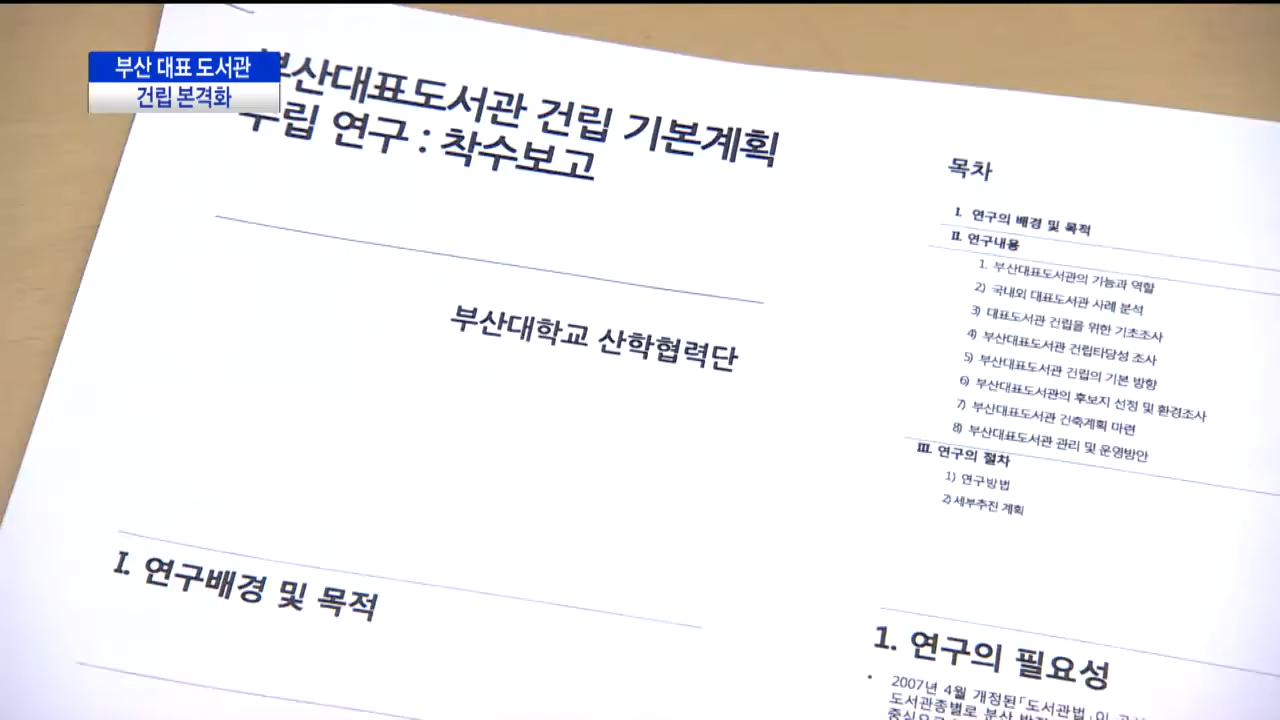 부산 대표 도서관
건립 본격화
부산대표도서관 건립 기본계획
수립 연구 : 착수보고
부산대학교 산학협력단
I. 연구배경 및 목적
목차
I. 연구의 배경 및 목적
II. 연구내용
1. 부산대표도서관의 기능과 역할
2) 국내외 대표도서관 사례 분석
3) 대표도서관 건립을 위한 기초조사
4) 부산대표도서관 건립타당성 조사
5) 부산대표도서관 건립의 기본 방향
6) 부산대표도서관의 후보지 선정 및 환경조사
7) 부산대표도서관 건축계획 마련
8) 부산대표도서관 관리 및 운영방안
III. 연구의 절차
1) 연구방법
2) 세부추진 계획
1. 연구의 필요성
• 2007년 4월 개정된「도서관법」이
도서관종별로 분산